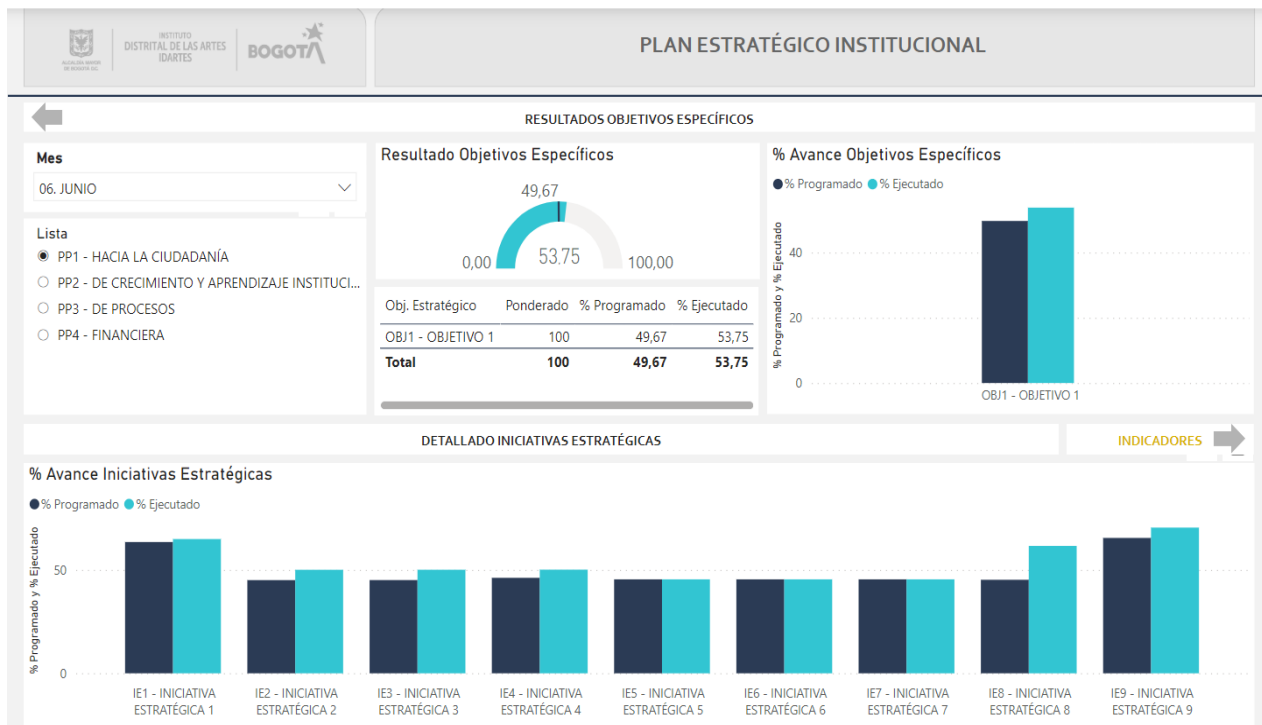 ALCALDÍA MAYOR
DE BOGOTÁ D.C.
INSTITUTO
DISTRITAL DE LAS ARTES
IDARTES
BOGOTÁ
PLAN ESTRATÉGICO INSTITUCIONAL
RESULTADOS OBJETIVOS ESPECÍFICOS
Mes
06. JUNIO
Lista
PP1 - HACIA LA CIUDADANÍA
PP2 - DE CRECIMIENTO Y APRENDIZAJE INSTITUCI...
PP3 - DE PROCESOS
PP4 - FINANCIERA
Resultado Objetivos Específicos
49,67
0,00 53,75 100,00
Obj. Estratégico Ponderado % Programado % Ejecutado
OBJ1 - OBJETIVO 1 100 49,67 53,75
Total 100 49,67 53,75
% Avance Objetivos Específicos
% Programado % Ejecutado
% Programado y % Ejecutado
40
20
0
OBJ1 - OBJETIVO 1
DETALLADO INICIATIVAS ESTRATÉGICAS
INDICADORES
% Avance Iniciativas Estratégicas
% Programado % Ejecutado
% Programado y % Ejecutado
50
0
IE1 - INICIATIVA
ESTRATÉGICA 1
IE2 - INICIATIVA
ESTRATÉGICA 2
IE3 - INICIATIVA
ESTRATÉGICA 3
IE4 - INICIATIVA
ESTRATÉGICA 4
IE5 - INICIATIVA
ESTRATÉGICA 5
IE6 - INICIATIVA
ESTRATÉGICA 6
IE7 - INICIATIVA
ESTRATÉGICA 7
IE8 - INICIATIVA
ESTRATÉGICA 8
IE9 - INICIATIVA
ESTRATÉGICA 9